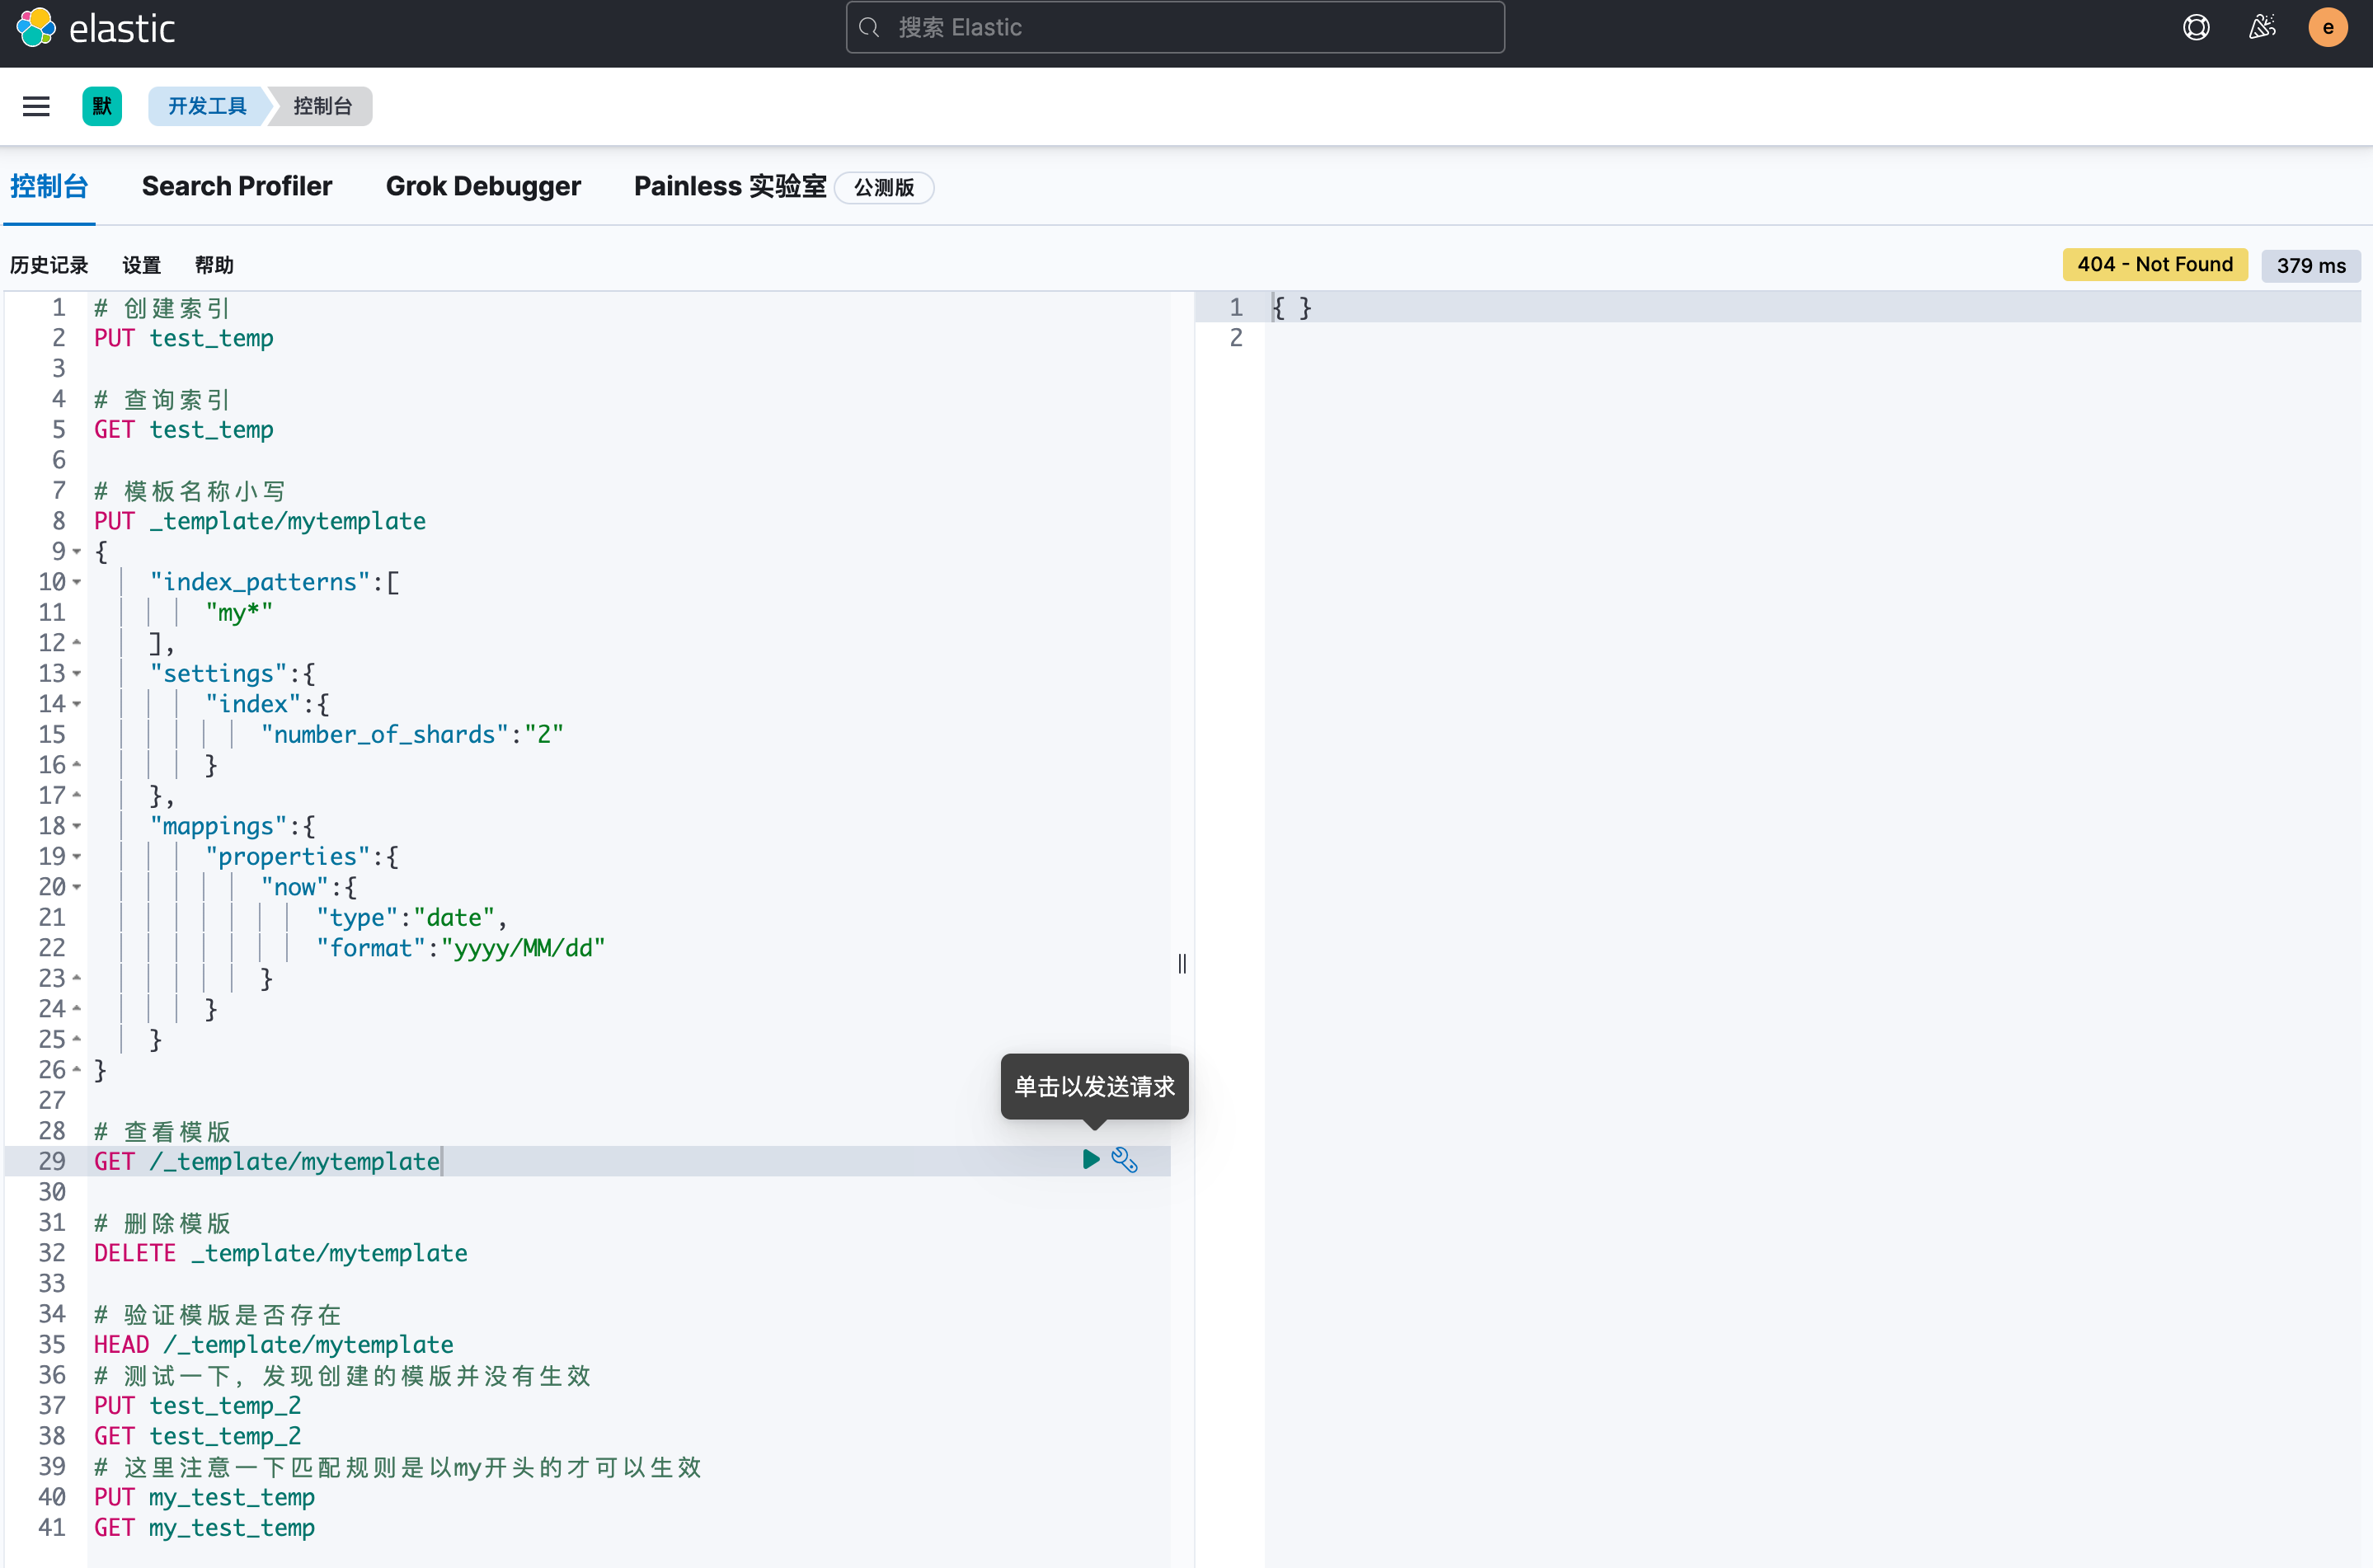 elastic
搜索 Elastic
e
默
开发工具
控制台
控制台
Search Profiler
Grok Debugger
Painless 实验室
公测版
历史记录
设置
帮助
404 - Not Found
379 ms
1 # 创建索引
2 PUT test_temp
3
4 # 查询索引
5 GET test_temp
6
7 # 模板名称小写
8 PUT _template/mytemplate
9 {
10 "index_patterns":[
11 "my*"
12 ],
13 "settings":{
14 "index":{
15 "number_of_shards":"2"
16 }
17 },
18 "mappings":{
19 "properties":{
20 "now":{
21 "type":"date",
22 "format":"yyyy/MM/dd"
23 }
24 }
25 }
26 }
27
单击以发送请求
28 # 查看模版
29 GET /_template/mytemplate
30
31 # 删除模版
32 DELETE _template/mytemplate
33
34 # 验证模版是否存在
35 HEAD /_template/mytemplate
36 # 测试一下，发现创建的模版并没有生效
37 PUT test_temp_2
38 GET test_temp_2
39 # 这里注意一下匹配规则是以my开头的才可以生效
40 PUT my_test_temp
41 GET my_test_temp
1 { }
2